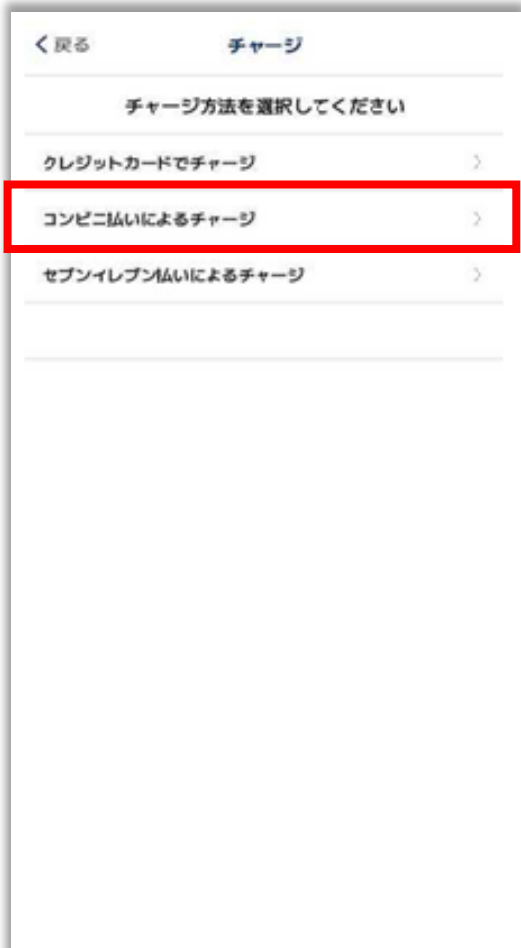 戻る チャージ
チャージ方法を選択してください
クレジットカードでチャージ
コンビニ払いによるチャージ
セブンイレブン払いによるチャージ